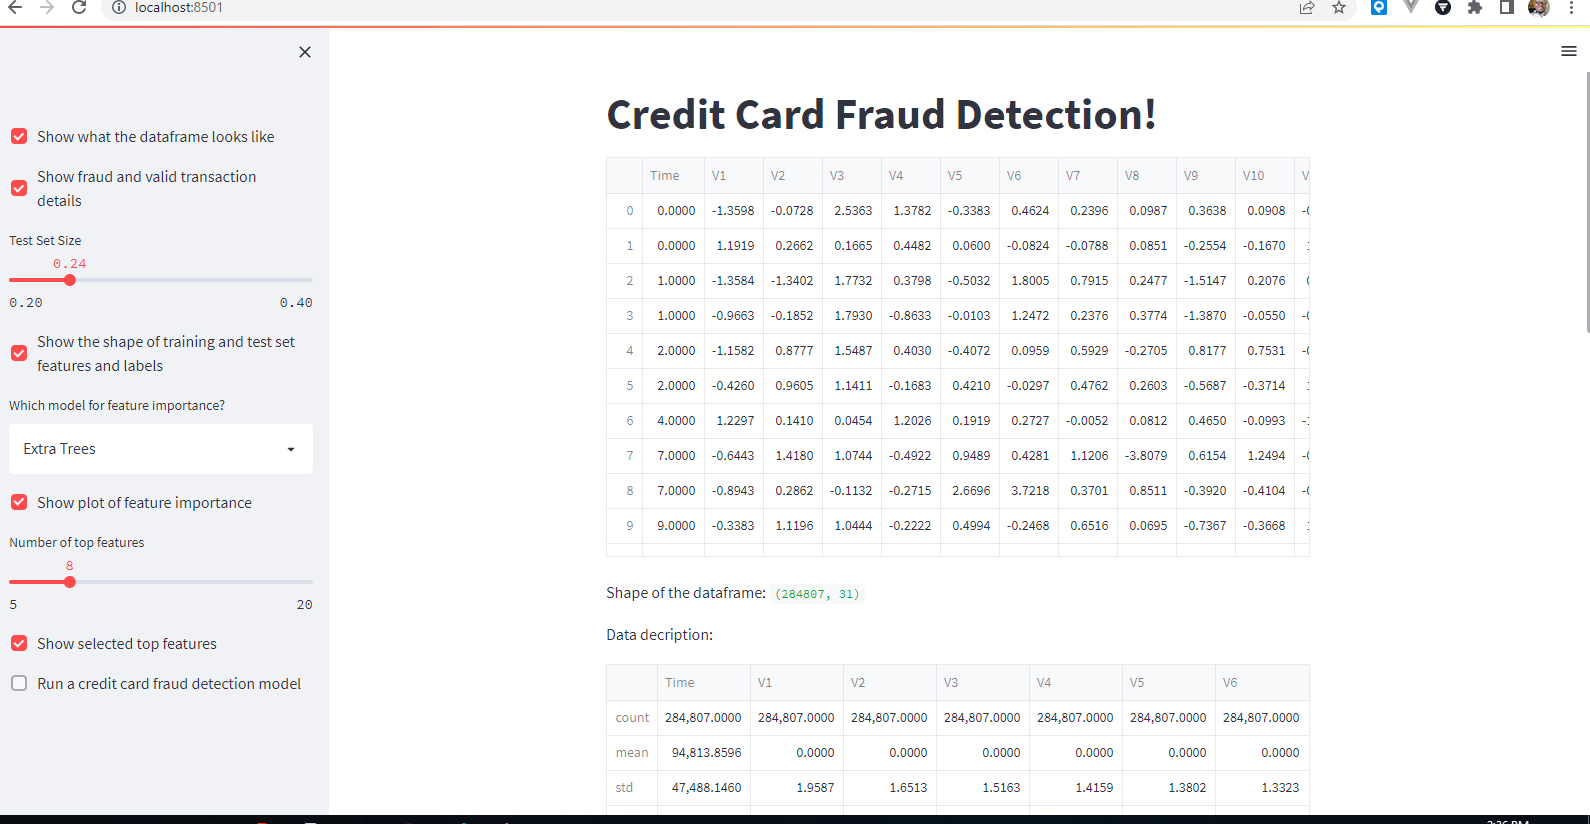 localhost:8501
Show what the dataframe looks like
Show fraud and valid transaction
details
Test Set Size
0.24
0.20 0.40
Show the shape of training and test set
features and labels
Which model for feature importance?
Extra Trees
Show plot of feature importance
Number of top features
8
5 20
Show selected top features
Run a credit card fraud detection model
Credit Card Fraud Detection!
Time V1 V2 V3 V4 V5 V6 V7 V8 V9 V10
0 0.0000 -1.3598 -0.0728 2.5363 1.3782 -0.3383 0.4624 0.2396 0.0987 0.3638 0.0908
1 0.0000 1.1919 0.2662 0.1665 0.4482 0.0600 -0.0824 -0.0788 0.0851 -0.2554 -0.1670
2 1.0000 -1.3584 -1.3402 1.7732 0.3798 -0.5032 1.8005 0.7915 0.2477 -1.5147 0.2076
3 1.0000 -0.9663 -0.1852 1.7930 -0.8633 -0.0103 1.2472 0.2376 0.3774 -1.3870 -0.0550
4 2.0000 -1.1582 0.8777 1.5487 0.4030 -0.4072 0.0959 0.5929 -0.2705 0.8177 0.7531
5 2.0000 -0.4260 0.9605 1.1411 -0.1683 0.4210 -0.0297 0.4762 0.2603 -0.5687 -0.3714
6 4.0000 1.2297 0.1410 0.0454 1.2026 0.1919 0.2727 -0.0052 0.0812 0.4650 -0.0993
7 7.0000 -0.6443 1.4180 1.0744 -0.4922 0.9489 0.4281 1.1206 -3.8079 0.6154 1.2494
8 7.0000 -0.8943 0.2862 -0.1132 -0.2715 2.6696 3.7218 0.3701 0.8511 -0.3920 -0.4104
9 9.0000 -0.3383 1.1196 1.0444 -0.2222 0.4994 -0.2468 0.6516 0.0695 -0.7367 -0.3668
Shape of the dataframe: (284807, 31)
Data decription:
Time V1 V2 V3 V4 V5 V6
count 284,807.0000 284,807.0000 284,807.0000 284,807.0000 284,807.0000 284,807.0000 284,807.0000
mean 94,813.8596 0.0000 0.0000 0.0000 0.0000 0.0000 0.0000
std 47,488.1460 1.9587 1.6513 1.5163 1.4159 1.3802 1.3323